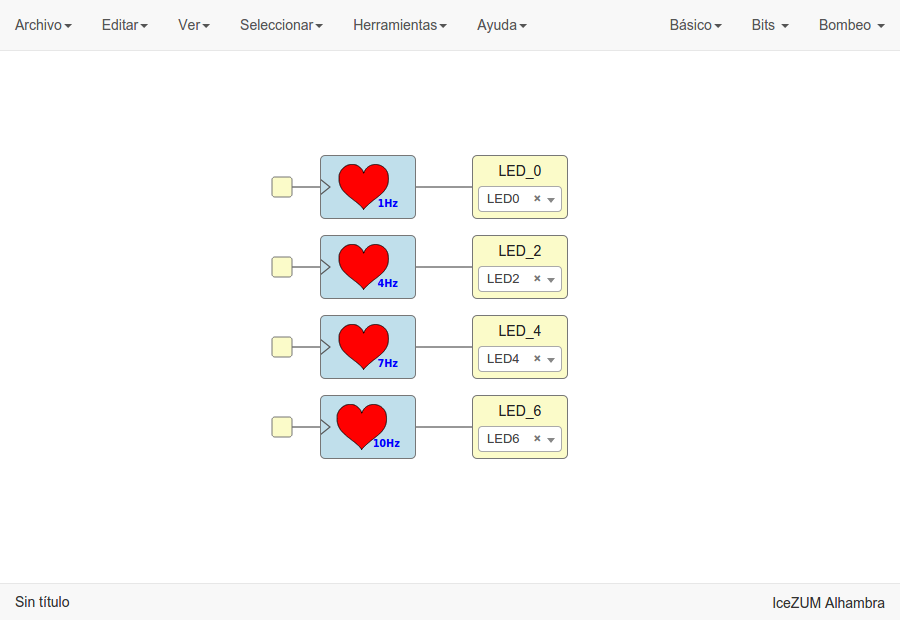 Archivo Editar Ver Seleccionar Herramientas Ayuda Básico Bits Bombeo
LED_0
1Hz
LED0 ×
LED_2
4Hz
LED2 ×
LED_4
7Hz
LED4 ×
LED_6
10Hz
LED6 ×
Sin título IceZUM Alhambra